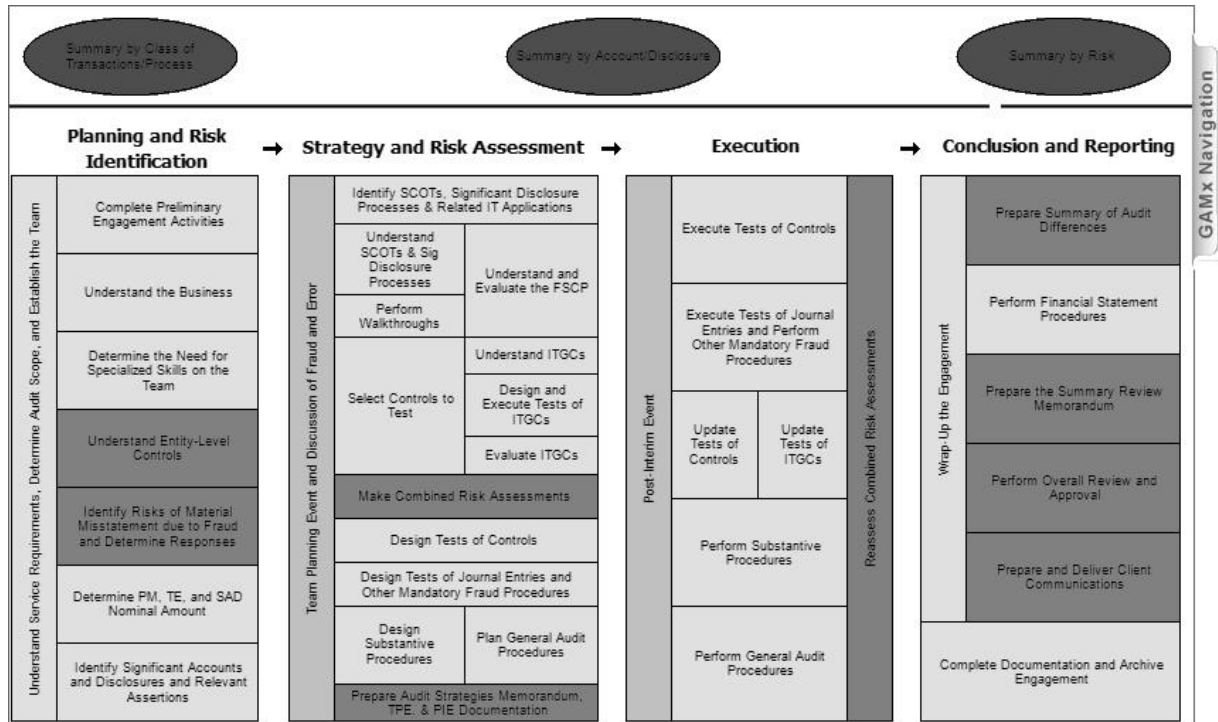 Summary by Class of
Transactions/Process
Summary by Account/Disclosure
Summary by Risk
GAMx Navigation
Planning and Risk
Identification
Strategy and Risk Assessment
Execution
Conclusion and Reporting
Understand Service Requirements, Determine Audit Scope, and Establish the Team
Complete Preliminary
Engagement Activities
Understand the Business
Determine the Need for
Specialized Skills on the
Team
Understand Entity-Level
Controls
Identify Risks of Material
Misstatement due to Fraud
and Determine Responses
Determine PM, TE, and SAD
Nominal Amount
Identify Significant Accounts
and Disclosures and Relevant
Assertions
Team Planning Event and Discussion of Fraud and Error
Identify SCOTs, Significant Disclosure
Processes & Related IT Applications
Understand
SCOTs & Sig
Disclosure
Processes
Understand and
Evaluate the FSCP
Perform
Walkthroughs
Select Controls to
Test
Understand ITGCs
Design and
Execute Tests of
ITGCs
Evaluate ITGCs
Make Combined Risk Assessments
Design Tests of Controls
Design Tests of Journal Entries and
Other Mandatory Fraud Procedures
Design
Substantive
Procedures
Plan General Audit
Procedures
Prepare Audit Strategies Memorandum,
TPE. & PIE Documentation
Post-Interim Event
Execute Tests of Controls
Execute Tests of Journal
Entries and Perform
Other Mandatory Fraud
Procedures
Update
Tests of
Controls
Update
Tests of
ITGCs
Perform Substantive
Procedures
Perform General Audit
Procedures
Reassess Combined Risk Assessments
Wrap-Up the Engagement
Prepare Summary of Audit
Differences
Perform Financial Statement
Procedures
Prepare the Summary Review
Memorandum
Perform Overall Review and
Approval
Prepare and Deliver Client
Communications
Complete Documentation and Archive
Engagement